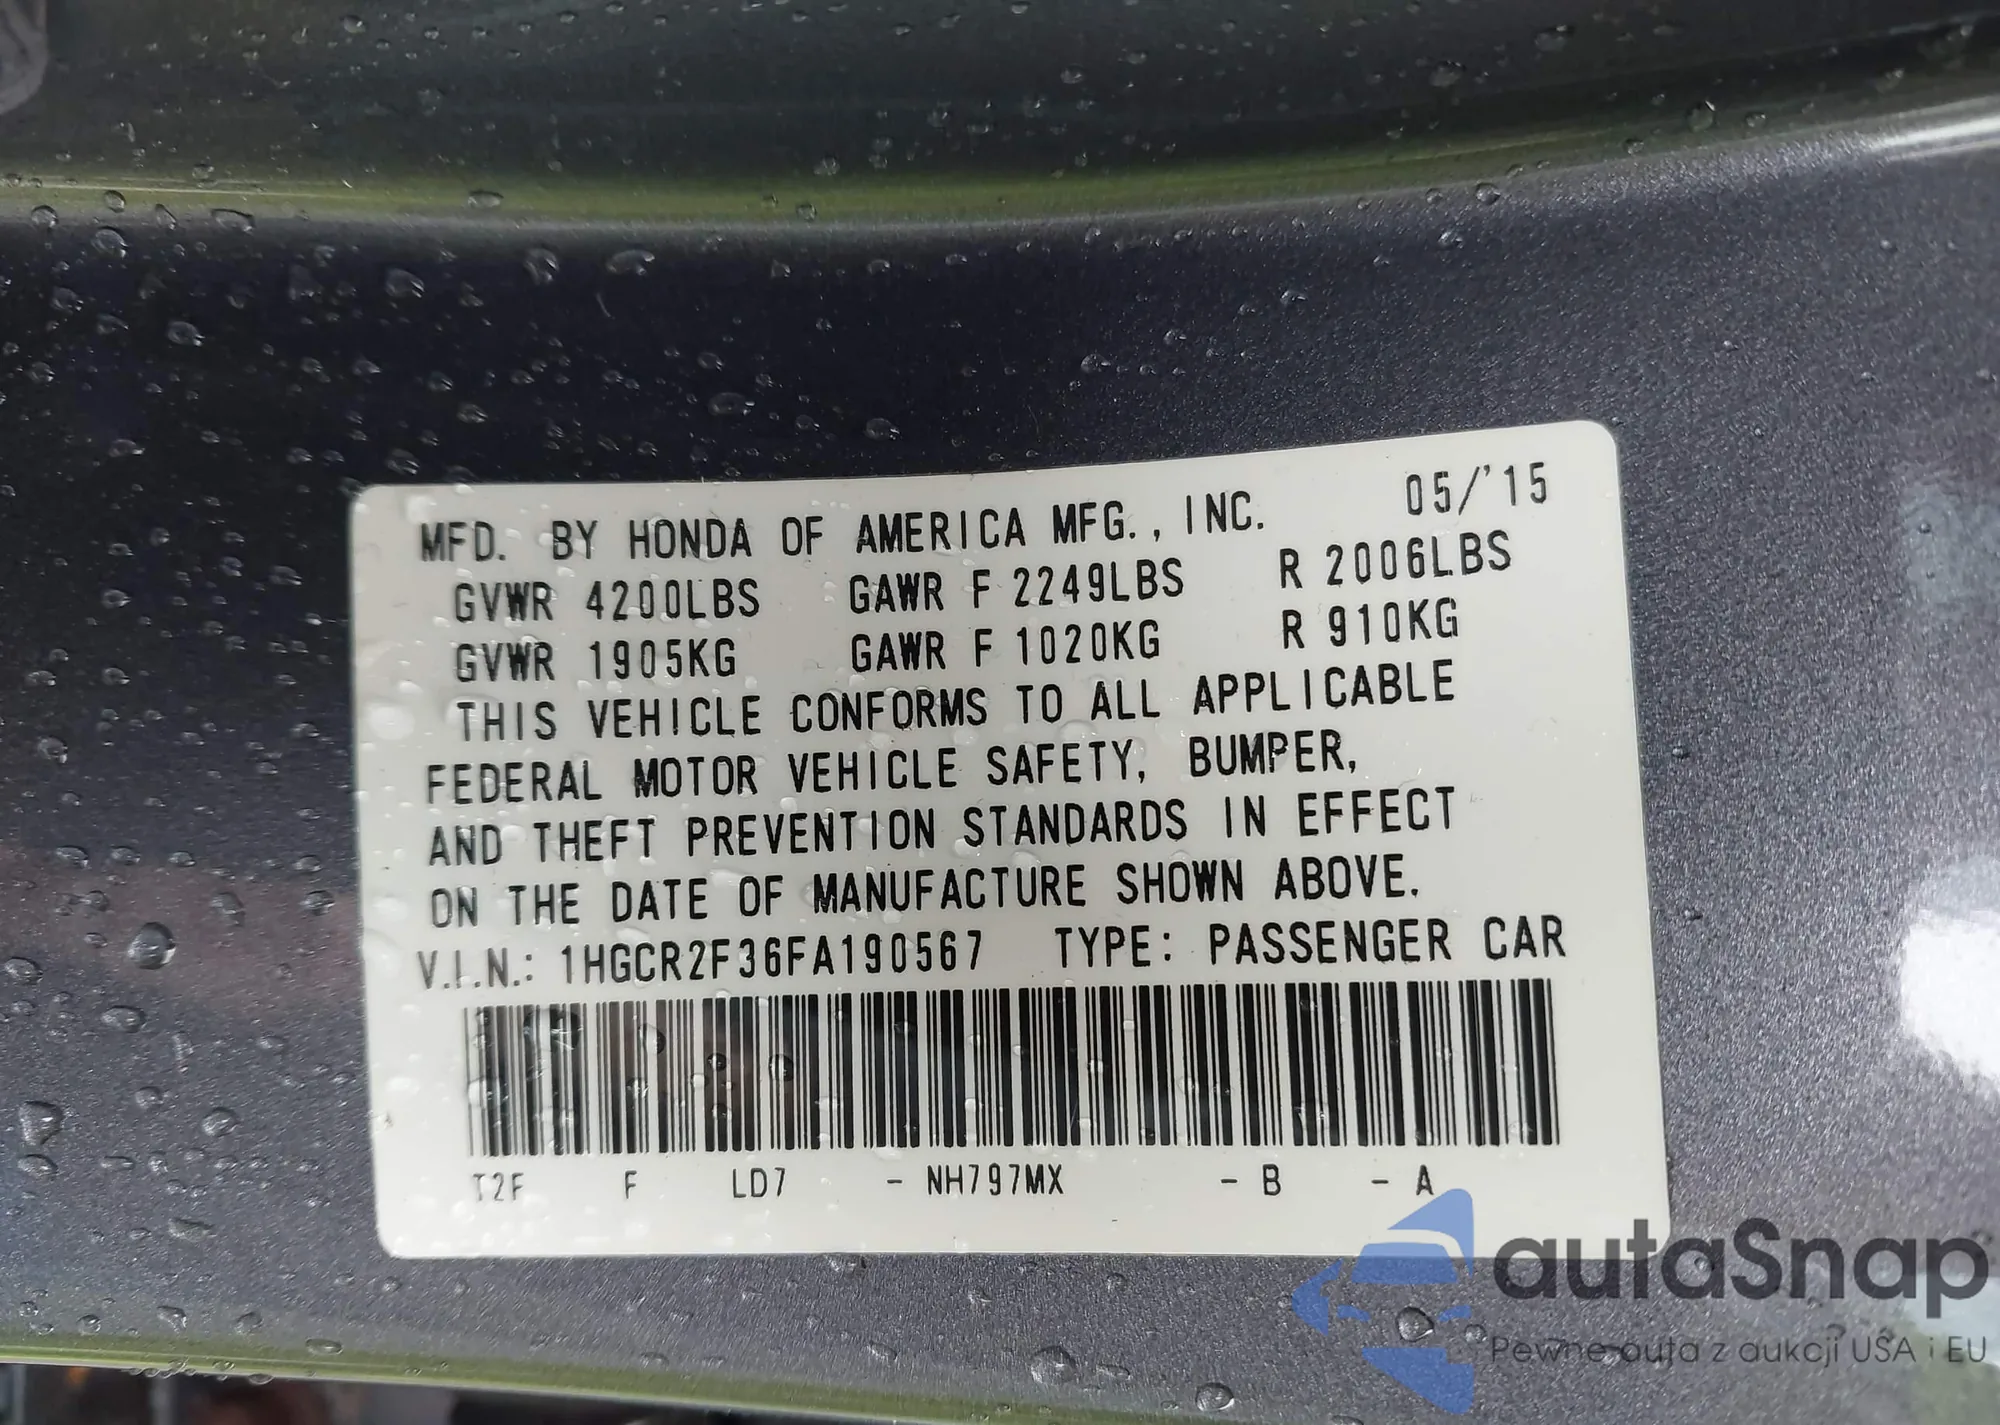 MFD. BY HONDA OF AMERICA MFG., INC. 05/'15
GVWR 4200LBS GAWR F 2249LBS R 2006LBS
GVWR 1905KG GAWR F 1020KG R 910KG
THIS VEHICLE CONFORMS TO ALL APPLICABLE
FEDERAL MOTOR VEHICLE SAFETY, BUMPER,
AND THEFT PREVENTION STANDARDS IN EFFECT
ON THE DATE OF MANUFACTURE SHOWN ABOVE.
V.I.N.: 1HGCR2F36FA190567 TYPE: PASSENGER CAR
T2F F LD7 - NH797MX - B - A
autaSnap
Pewne auta z aukcji USA i EU